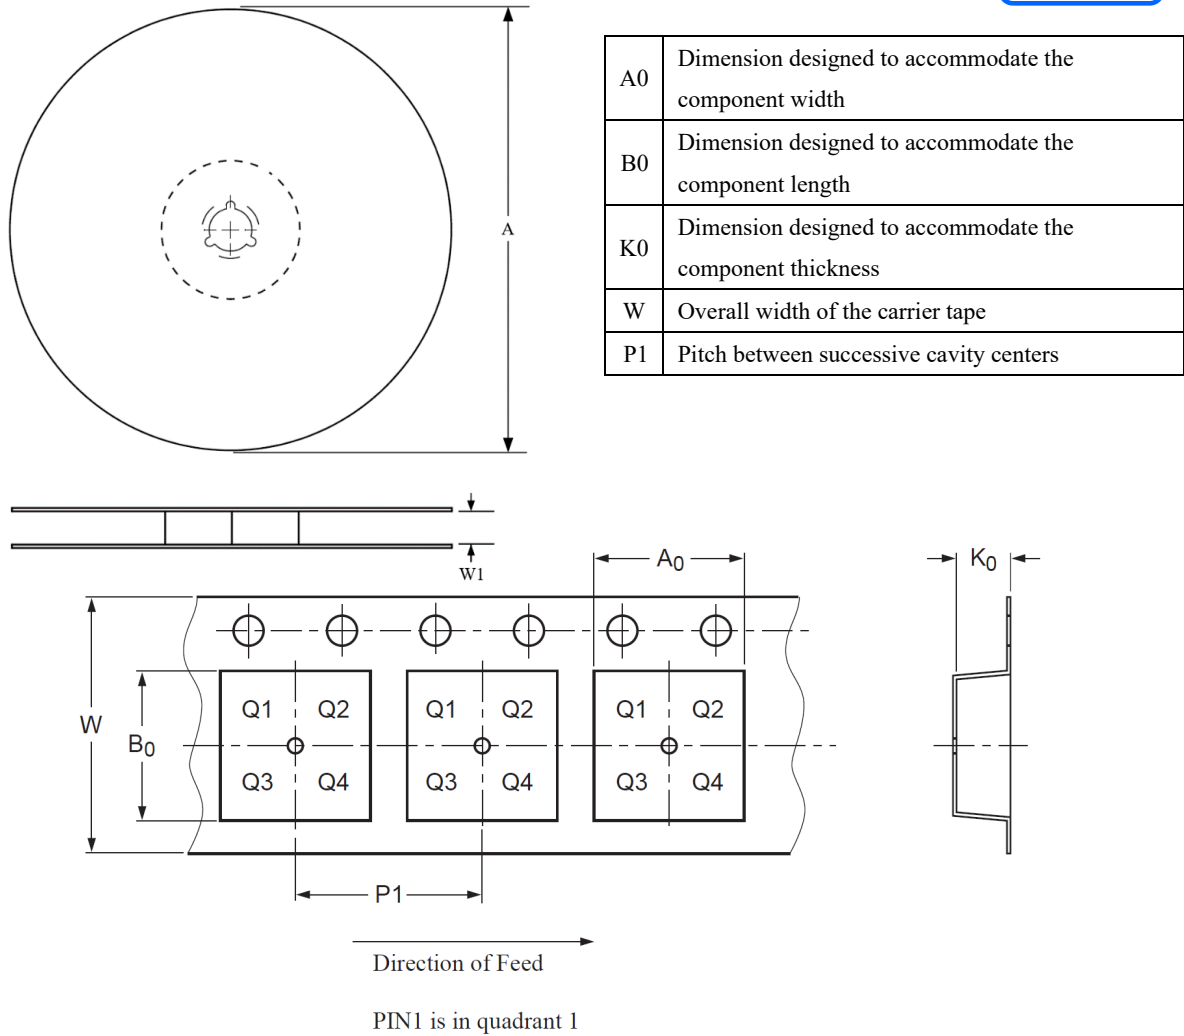 A0
Dimension designed to accommodate the
component width
B0
Dimension designed to accommodate the
component length
K0
Dimension designed to accommodate the
component thickness
W
Overall width of the carrier tape
P1
Pitch between successive cavity centers
A
W1
A0
K0
W
B0
Q1 Q2 Q1 Q2 Q1 Q2
Q3 Q4 Q3 Q4 Q3 Q4
P1
Direction of Feed
PIN1 is in quadrant 1